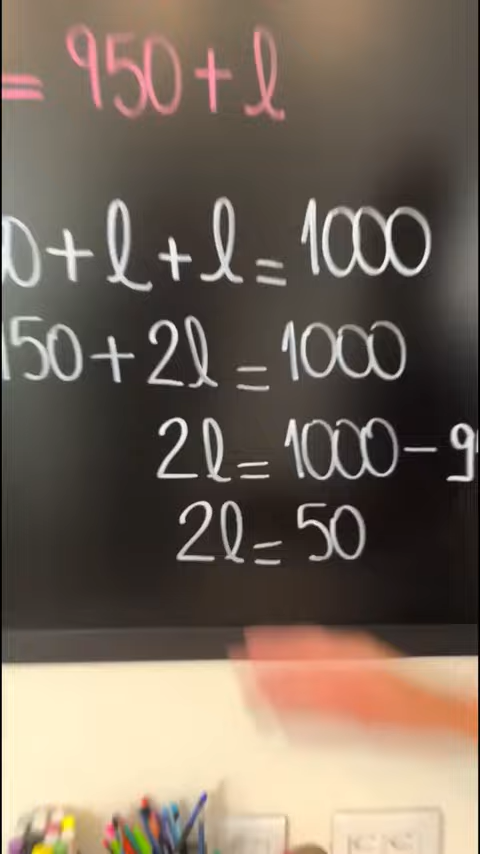 = 950 + l
0 + l + l = 1000
50 + 2l = 1000
2l = 1000 - 9
2l = 50